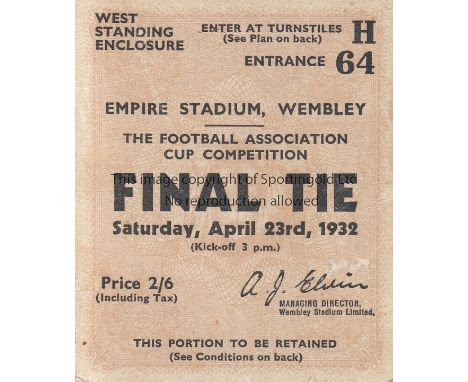 WEST
STANDING
ENCLOSURE
ENTER AT TURNSTILES
(See Plan on back)
H
ENTRANCE 64
EMPIRE STADIUM, WEMBLEY
THE FOOTBALL ASSOCIATION
CUP COMPETITION
This image copyright of Sportingold Ltd
FINAL TIE
No reproduction allowed
Saturday, April 23rd, 1932
(Kick-off 3 p.m.)
Price 2/6
(Including Tax)
A. J. Elvin
MANAGING DIRECTOR,
Wembley Stadium Limited.
THIS PORTION TO BE RETAINED
(See Conditions on back)